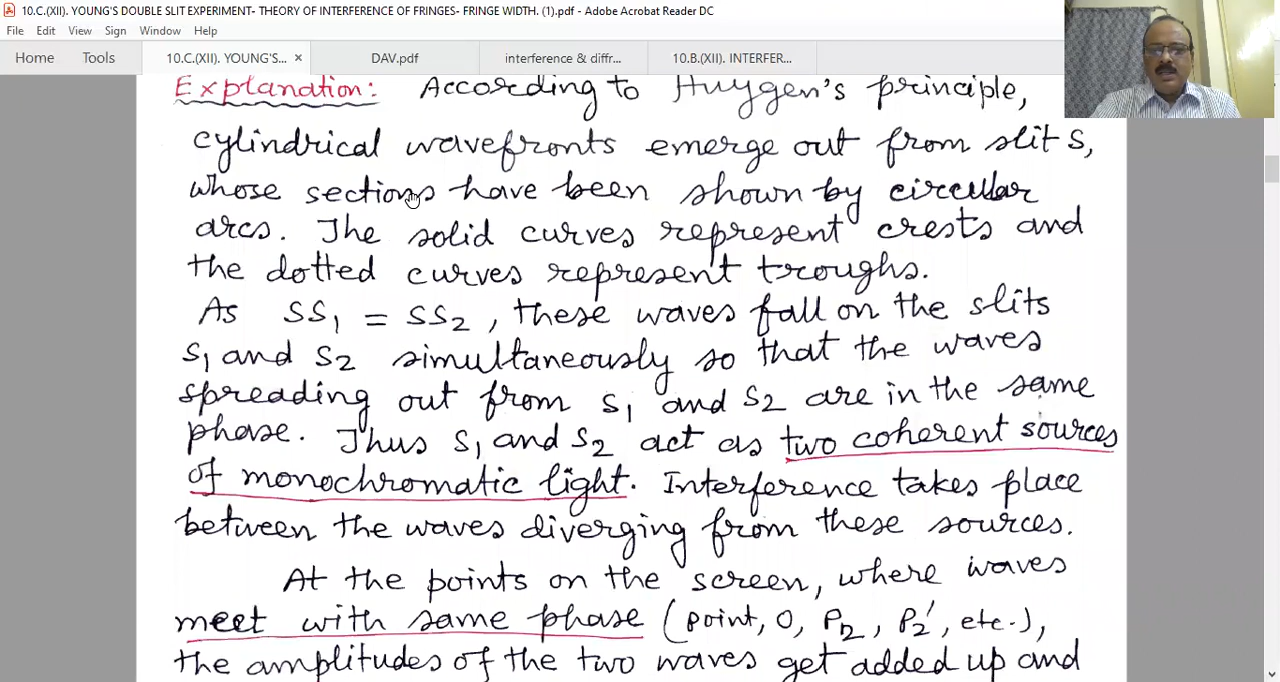 10.C.(XII). YOUNG'S DOUBLE SLIT EXPERIMENT- THEORY OF INTERFERENCE OF FRINGES- FRINGE WIDTH. (1).pdf - Adobe Acrobat Reader DC
File Edit View Sign Window Help
Home Tools 10.C.(XII). YOUNG'S... × DAV.pdf interference & diffr... 10.B.(XII). INTERFER...
Explanation: According to Huygen's principle,
cylindrical wavefronts emerge out from slit S,
whose sections have been shown by circular
arcs. The solid curves represent crests and
the dotted curves represent troughs.
As SS1 = SS2, these waves fall on the slits
S1 and S2 simultaneously so that the waves
spreading out from S1 and S2 are in the same
phase. Thus S1 and S2 act as two coherent sources
of monochromatic light. Interference takes place
between the waves diverging from these sources.
At the points on the screen, where waves
meet with same phase (point, O, P2, P2', etc.),
the amplitudes of the two waves get added up and